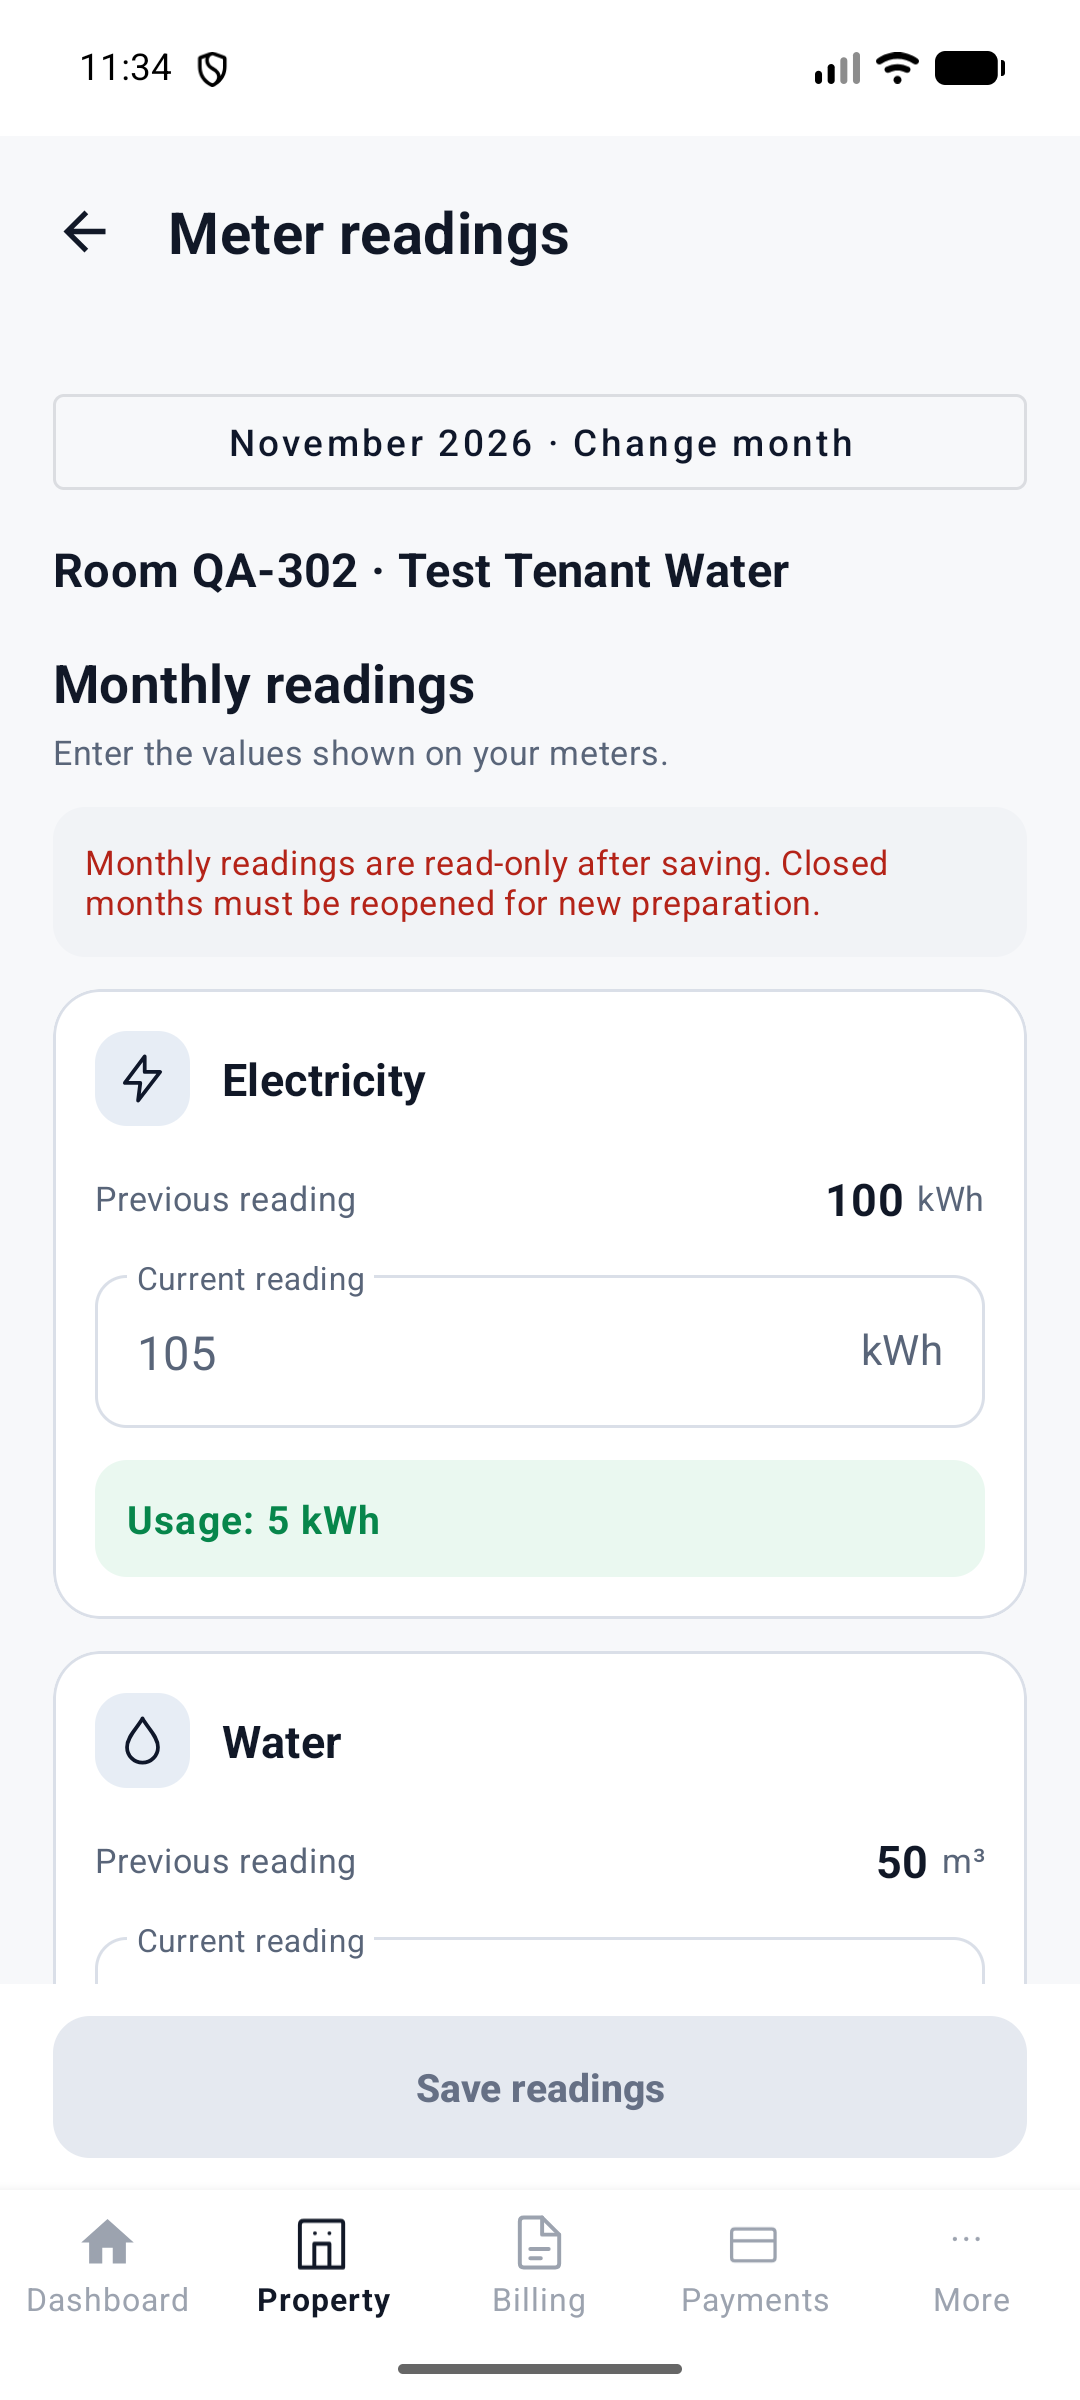 11:34
Meter readings
November 2026 · Change month
Room QA-302 · Test Tenant Water
Monthly readings
Enter the values shown on your meters.
Monthly readings are read-only after saving. Closed
months must be reopened for new preparation.
Electricity
Previous reading 100 kWh
Current reading
105 kWh
Usage: 5 kWh
Water
Previous reading 50 m³
Current reading
Save readings
Dashboard Property Billing Payments More